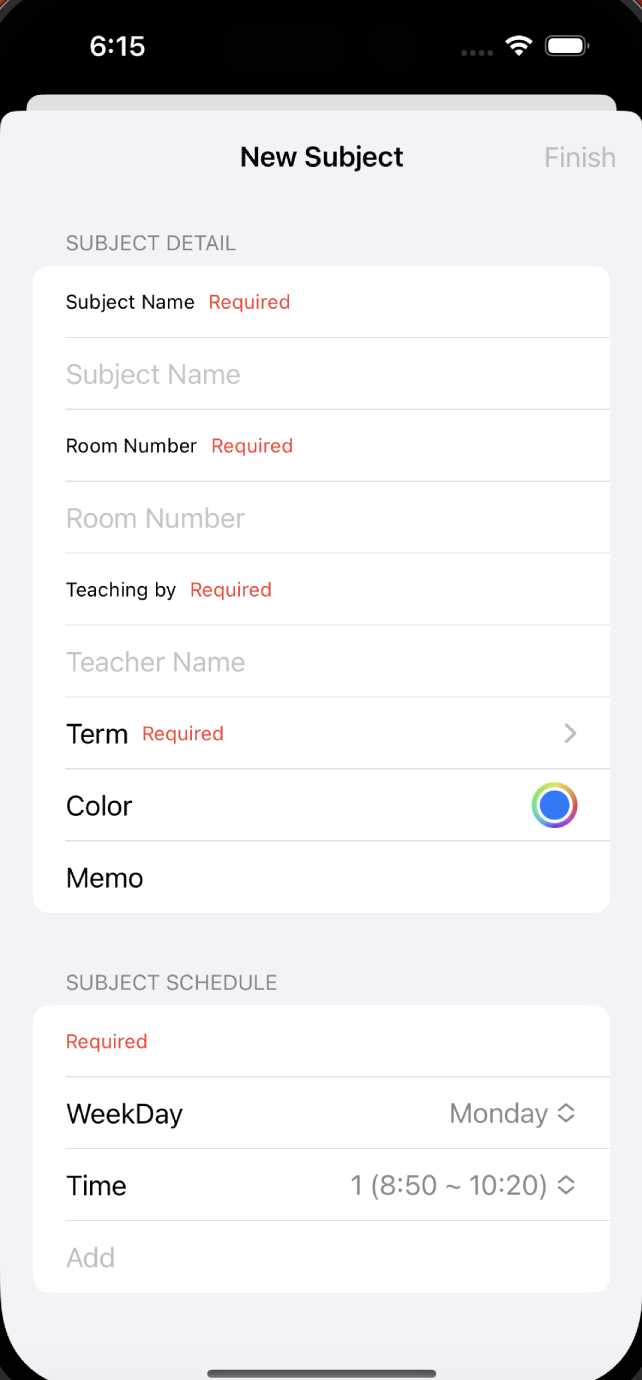 6:15
New Subject Finish
SUBJECT DETAIL
Subject Name Required
Subject Name
Room Number Required
Room Number
Teaching by Required
Teacher Name
Term Required
Color
Memo
SUBJECT SCHEDULE
Required
WeekDay Monday
Time 1 (8:50 ~ 10:20)
Add